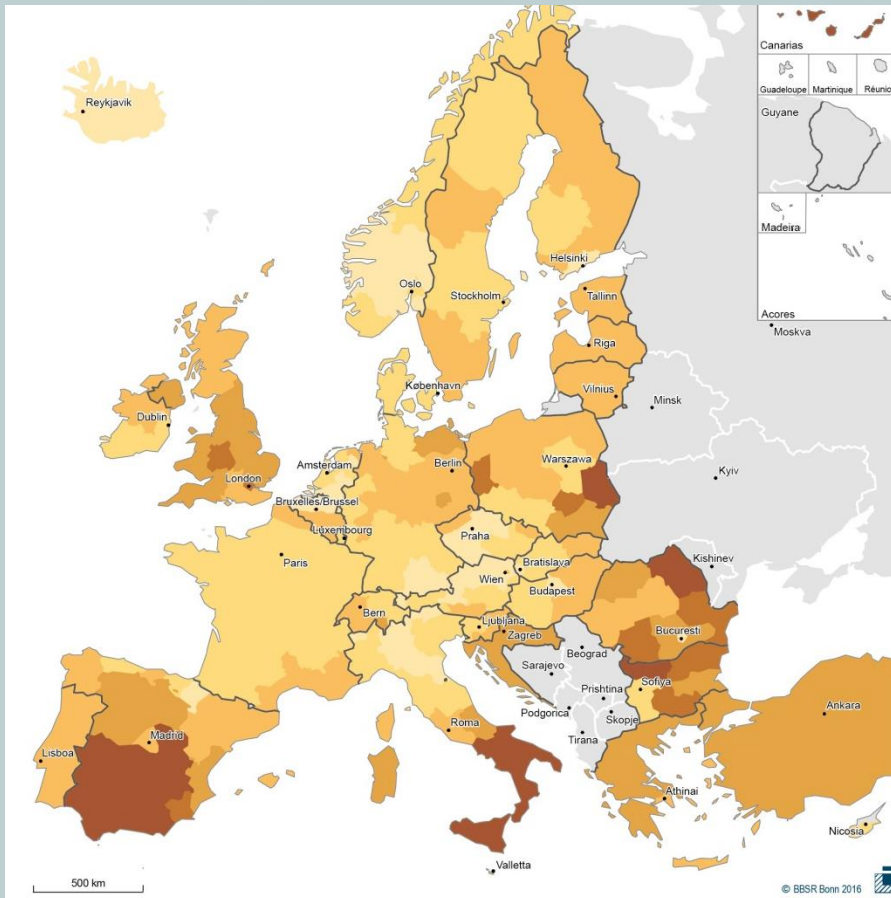 Canarias
Guadeloupe
Martinique
Réunio
Guyane
Madeira
Acores
Moskva
Reykjavik
Helsinki
Oslo
Stockholm
Tallinn
Riga
København
Vilnius
Minsk
Dublin
Amsterdam
Berlin
Warszawa
London
Kyiv
Bruxelles/Brussel
Luxembourg
Praha
Kishinev
Paris
Wien
Bratislava
Budapest
Bern
Ljubljana
Zagreb
Bucuresti
Beograd
Sarajevo
Prishtina
Sofiya
Podgorica
Skopje
Ankara
Roma
Tirana
Madrid
Lisboa
Athinai
Nicosia
Valletta
500 km
© BBSR Bonn 2016